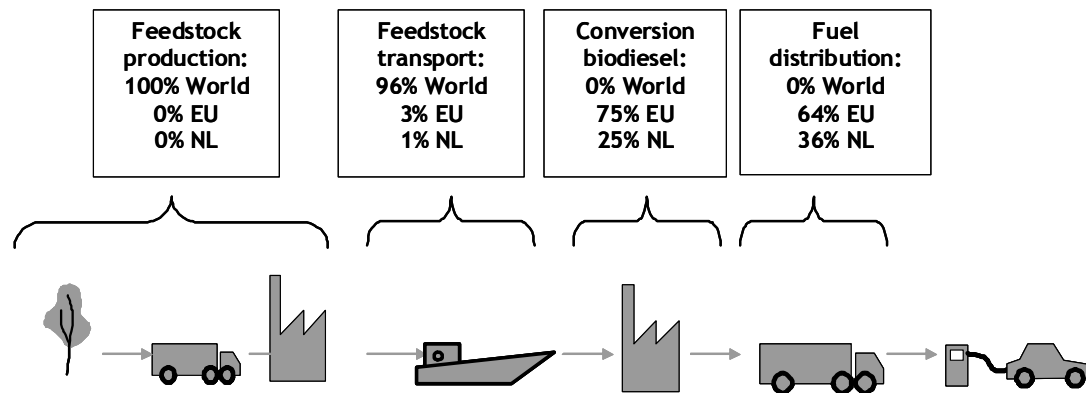 Feedstock
production:
100% World
0% EU
0% NL
Feedstock
transport:
96% World
3% EU
1% NL
Conversion
biodiesel:
0% World
75% EU
25% NL
Fuel
distribution:
0% World
64% EU
36% NL